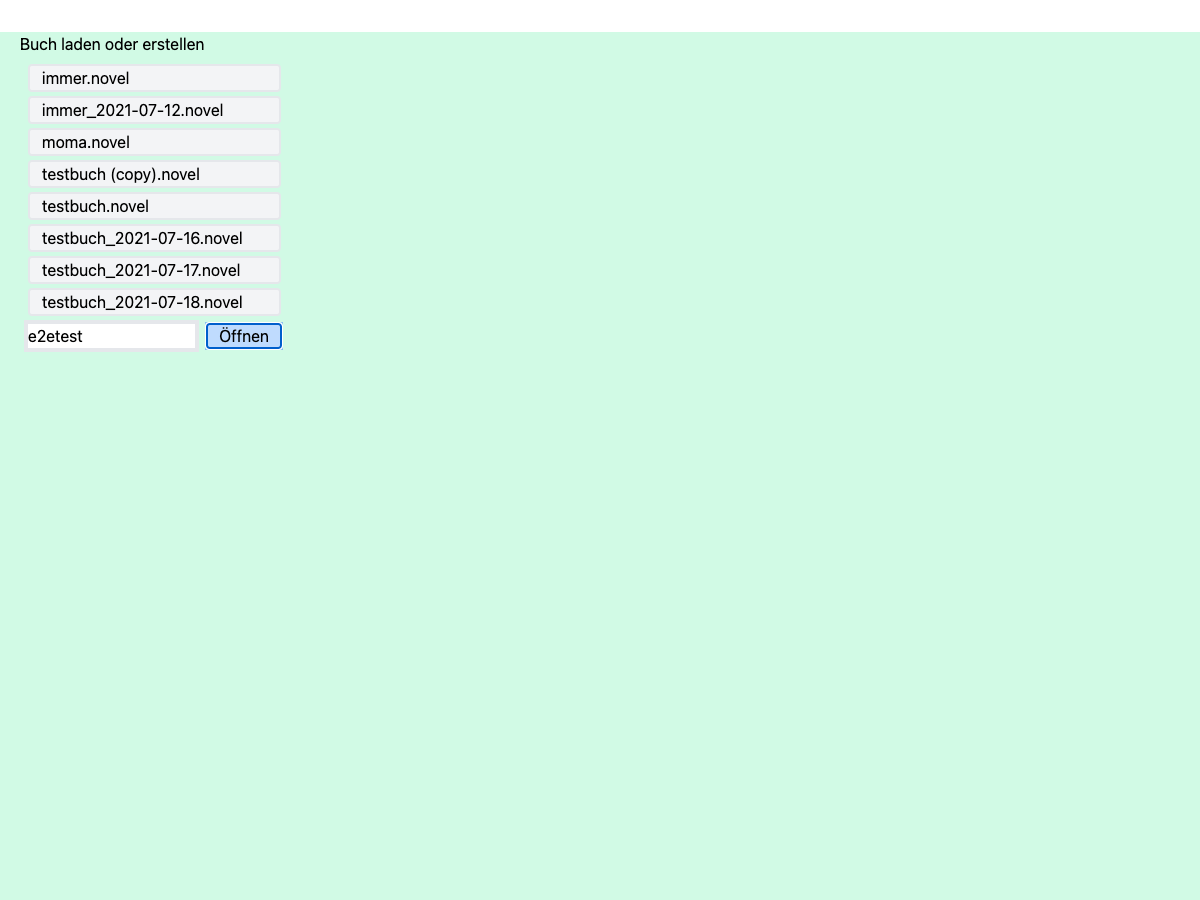 Buch laden oder erstellen
immer.novel
immer_2021-07-12.novel
moma.novel
testbuch (copy).novel
testbuch.novel
testbuch_2021-07-16.novel
testbuch_2021-07-17.novel
testbuch_2021-07-18.novel
e2etest Öffnen